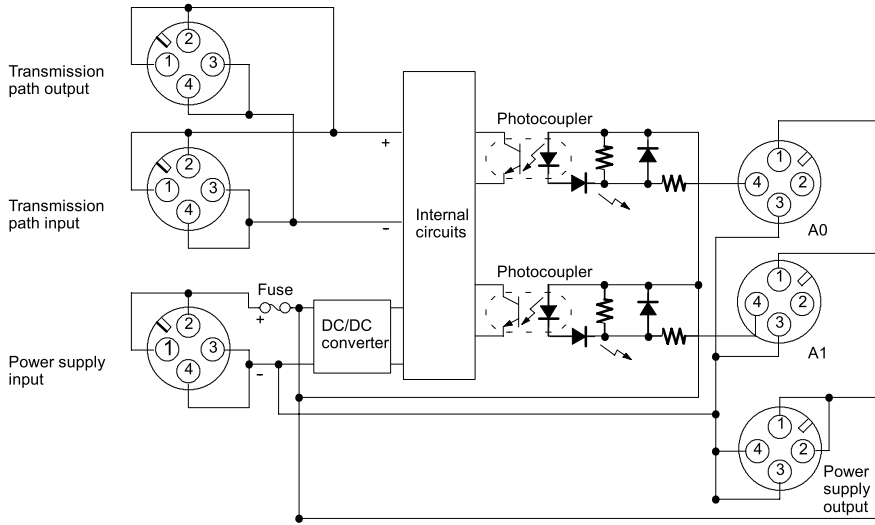 Transmission
path output
2
1
3
4
Photocoupler
+
1
4
2
3
A0
Transmission
path input
2
1
3
4
-
Internal
circuits
Power supply
input
2
1
3
4
Fuse
+
-
DC/DC
converter
Photocoupler
1
4
2
3
A1
1
4
2
3
Power
supply
output